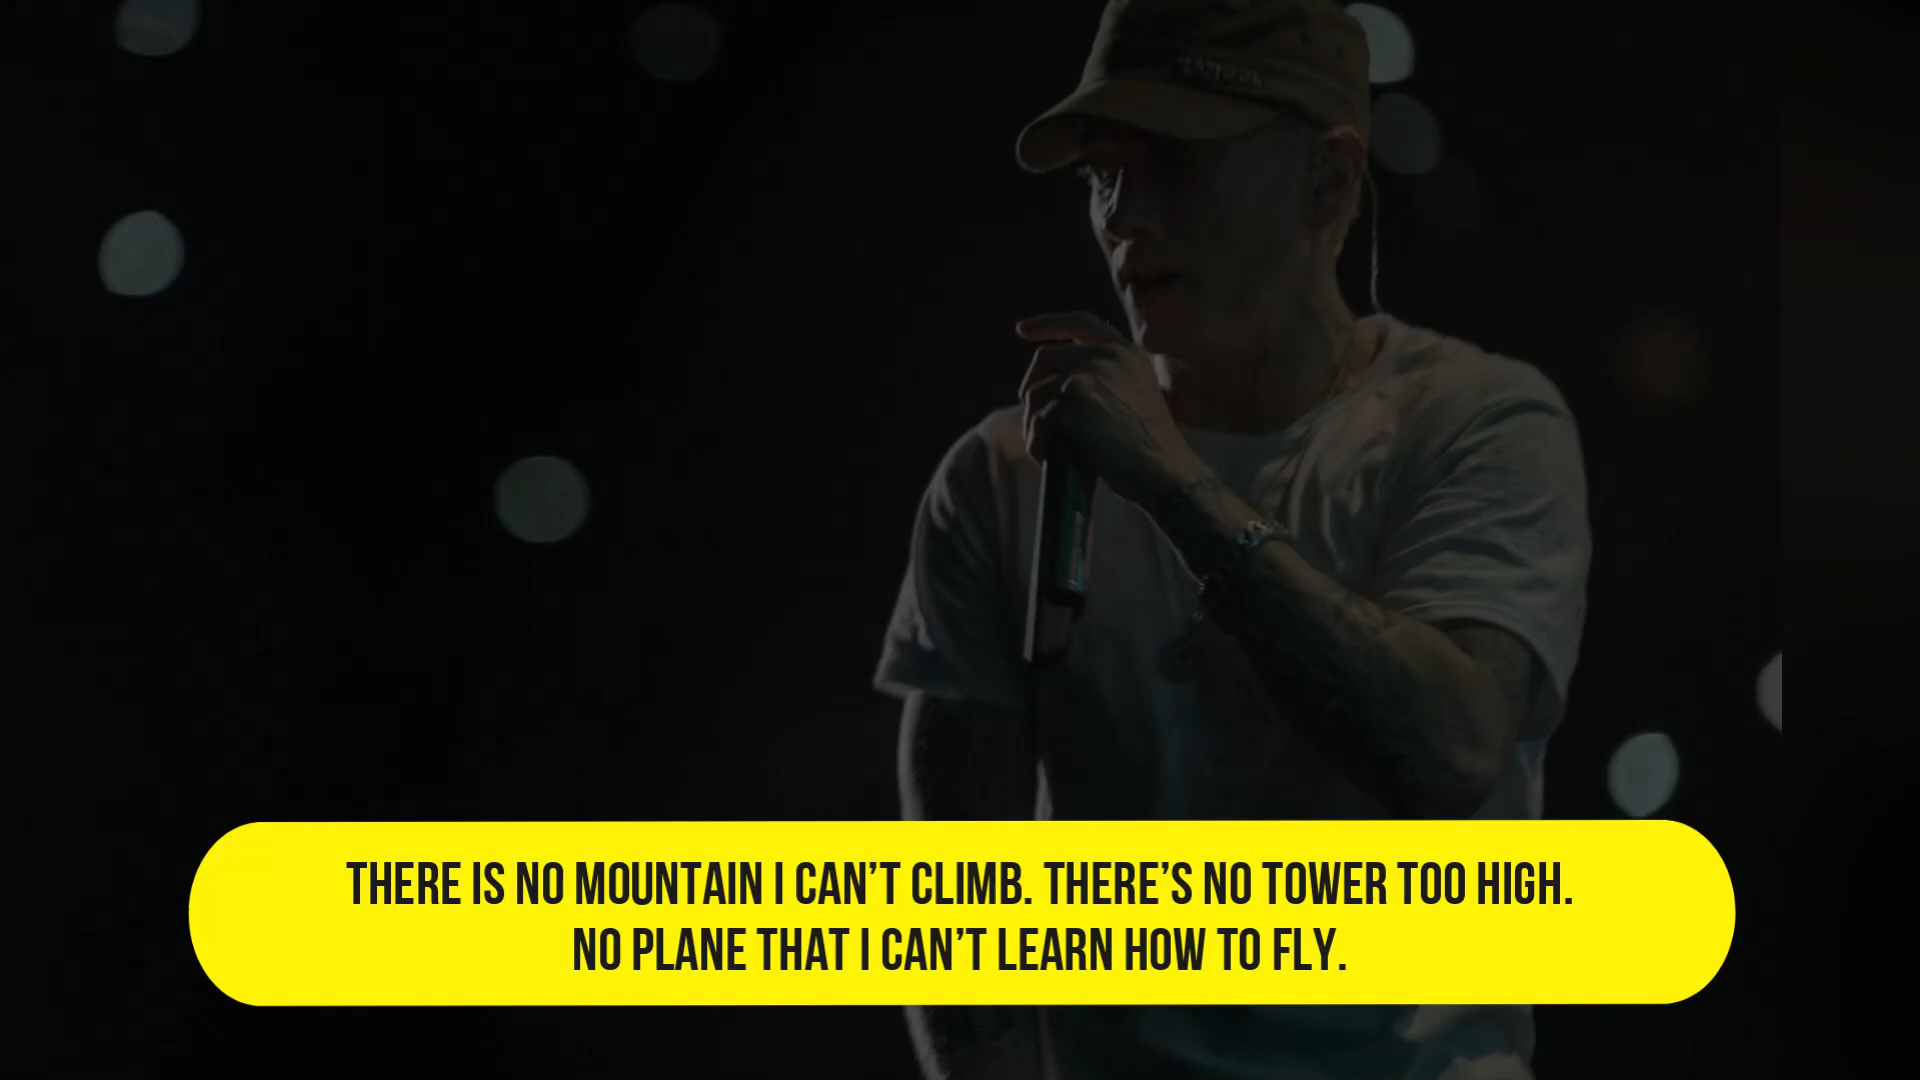 THERE IS NO MOUNTAIN I CAN’T CLIMB. THERE’S NO TOWER TOO HIGH.
NO PLANE THAT I CAN’T LEARN HOW TO FLY.